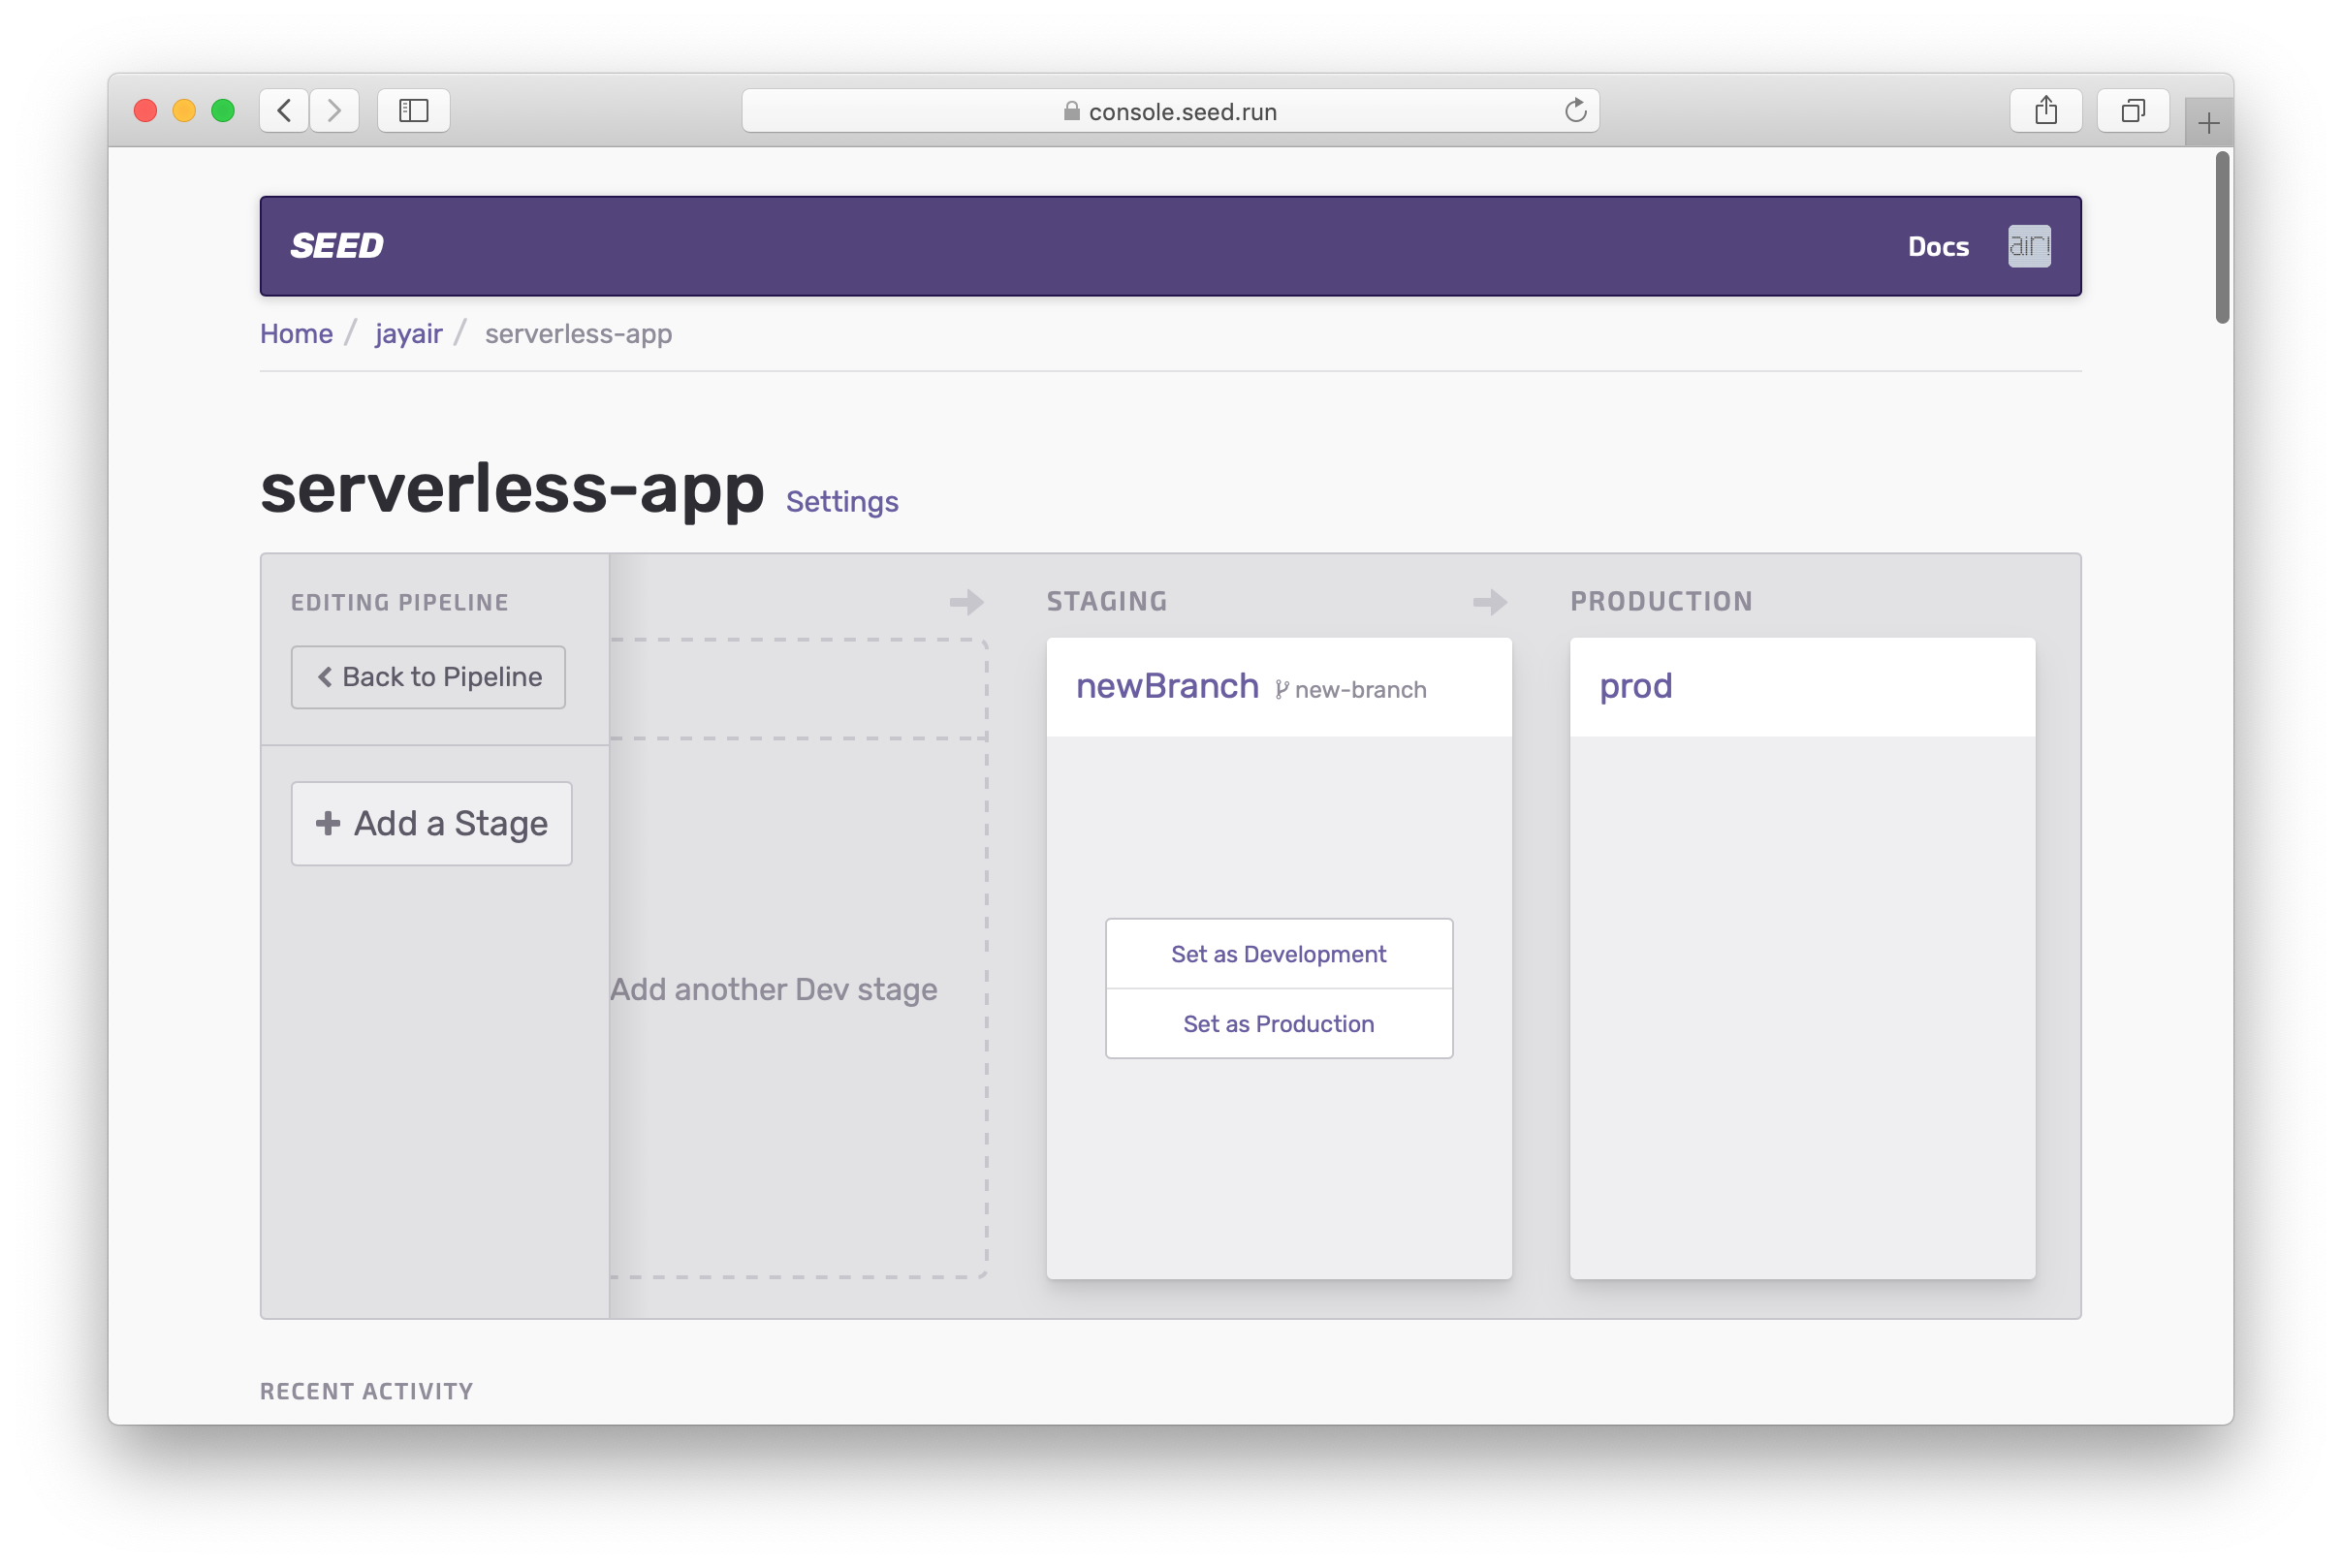 console.seed.run
SEED
Docs
Home / jayair / serverless-app
serverless-app Settings
EDITING PIPELINE
Back to Pipeline
Add a Stage
Add another Dev stage
STAGING
newBranch new-branch
Set as Development
Set as Production
PRODUCTION
prod
RECENT ACTIVITY